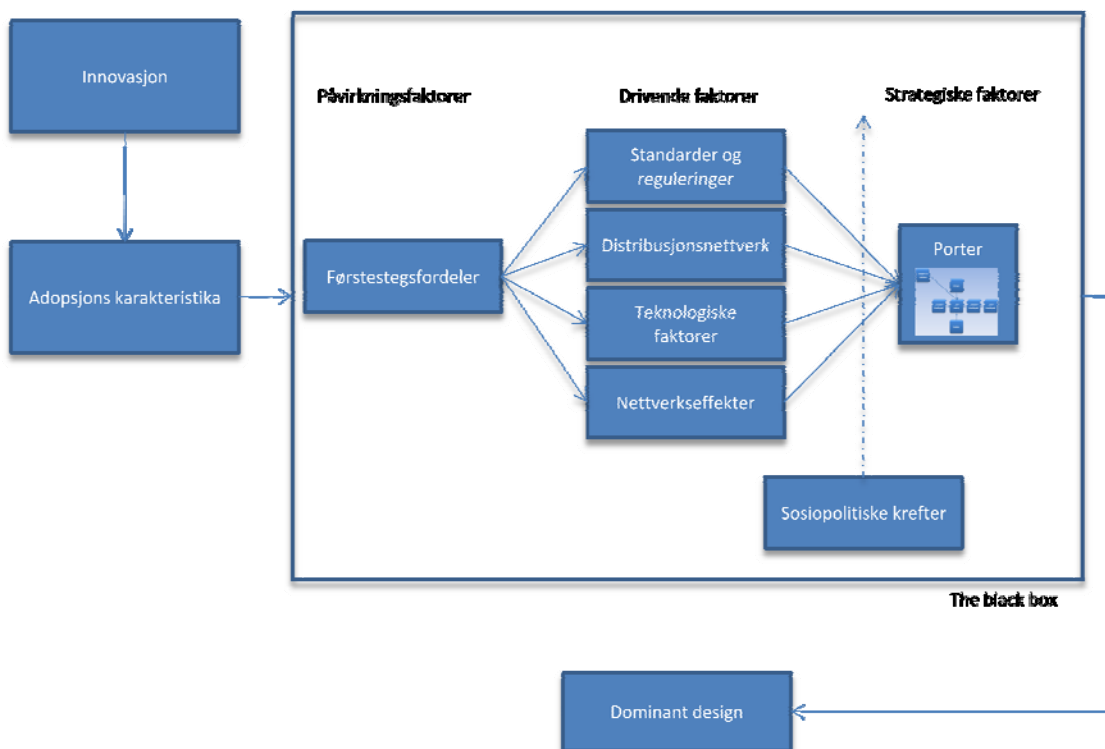 Innovasjon
Adopsjons karakteristika
Påvirkningsfaktorer
Drivende faktorer
Strategiske faktorer
Førstestegsfordeler
Standarder og
reguleringer
Distribusjonsnettverk
Teknologiske
faktorer
Nettverkseffekter
Porter
Sosiopolitiske krefter
The black box
Dominant design